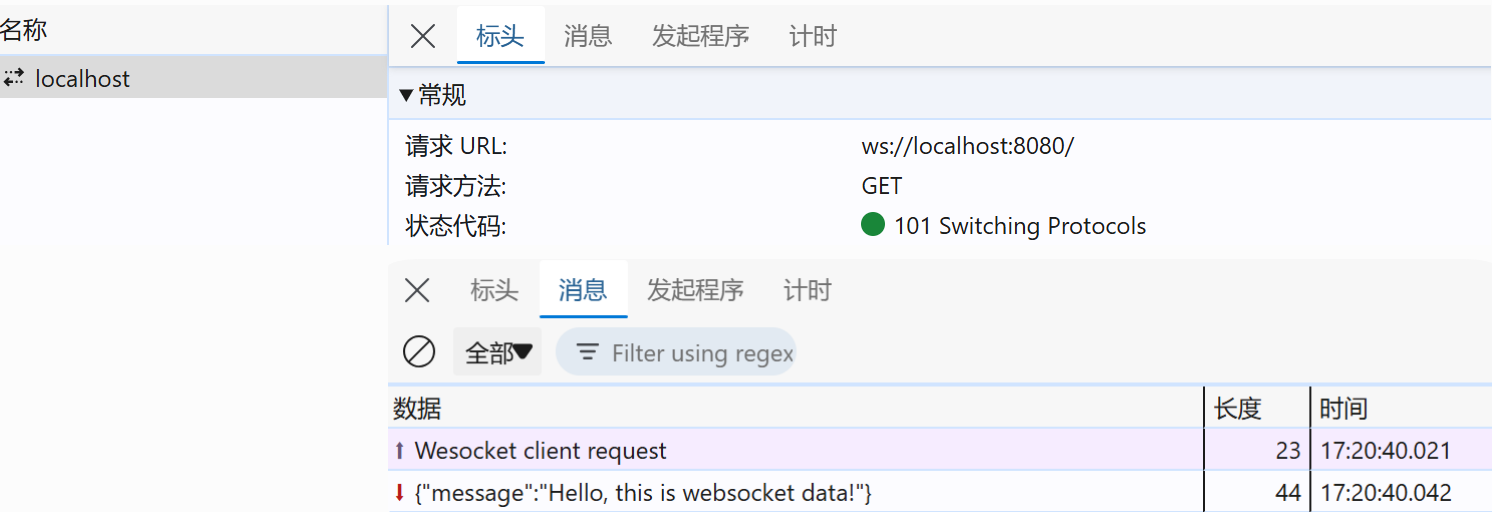 名称
localhost
标头 消息 发起程序 计时
常规
请求 URL: ws://localhost:8080/
请求方法: GET
状态代码: 101 Switching Protocols
标头 消息 发起程序 计时
全部 Filter using regex
数据 长度 时间
Wesocket client request 23 17:20:40.021
{"message":"Hello, this is websocket data!"} 44 17:20:40.042